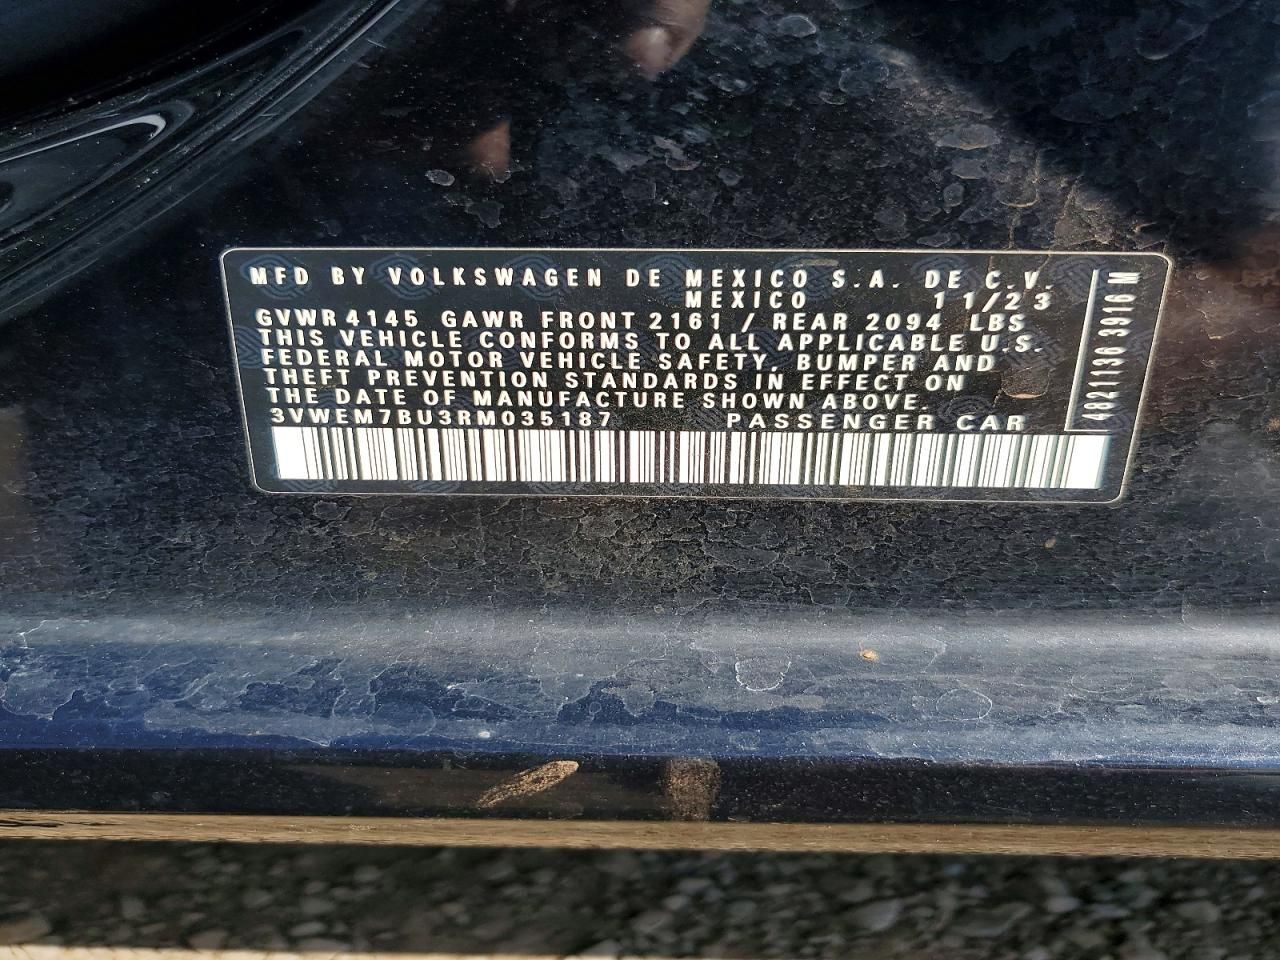 MFD BY VOLKSWAGEN DE MEXICO S.A. DE C.V.
MEXICO 11/23
GVWR 4145 GAWR FRONT 2161 / REAR 2094 LBS
THIS VEHICLE CONFORMS TO ALL APPLICABLE U.S.
FEDERAL MOTOR VEHICLE SAFETY, BUMPER AND
THEFT PREVENTION STANDARDS IN EFFECT ON
THE DATE OF MANUFACTURE SHOWN ABOVE.
3VWEM7BU3RM035187 PASSENGER CAR
4821136 3916 M